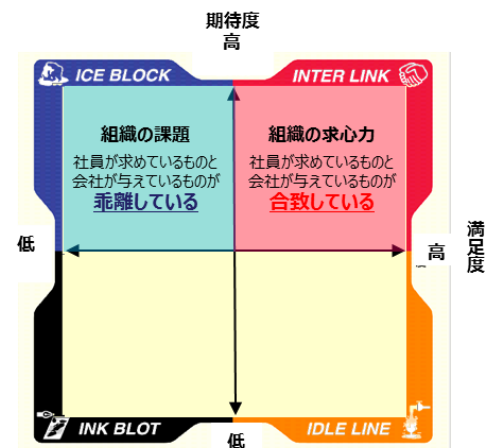 期待度
高
ICE BLOCK
INTER LINK
組織の課題
社員が求めているものと
会社が与えているものが
乖離している
組織の求心力
社員が求めているものと
会社が与えているものが
合致している
低
高
満足度
INK BLOT
IDLE LINE
低